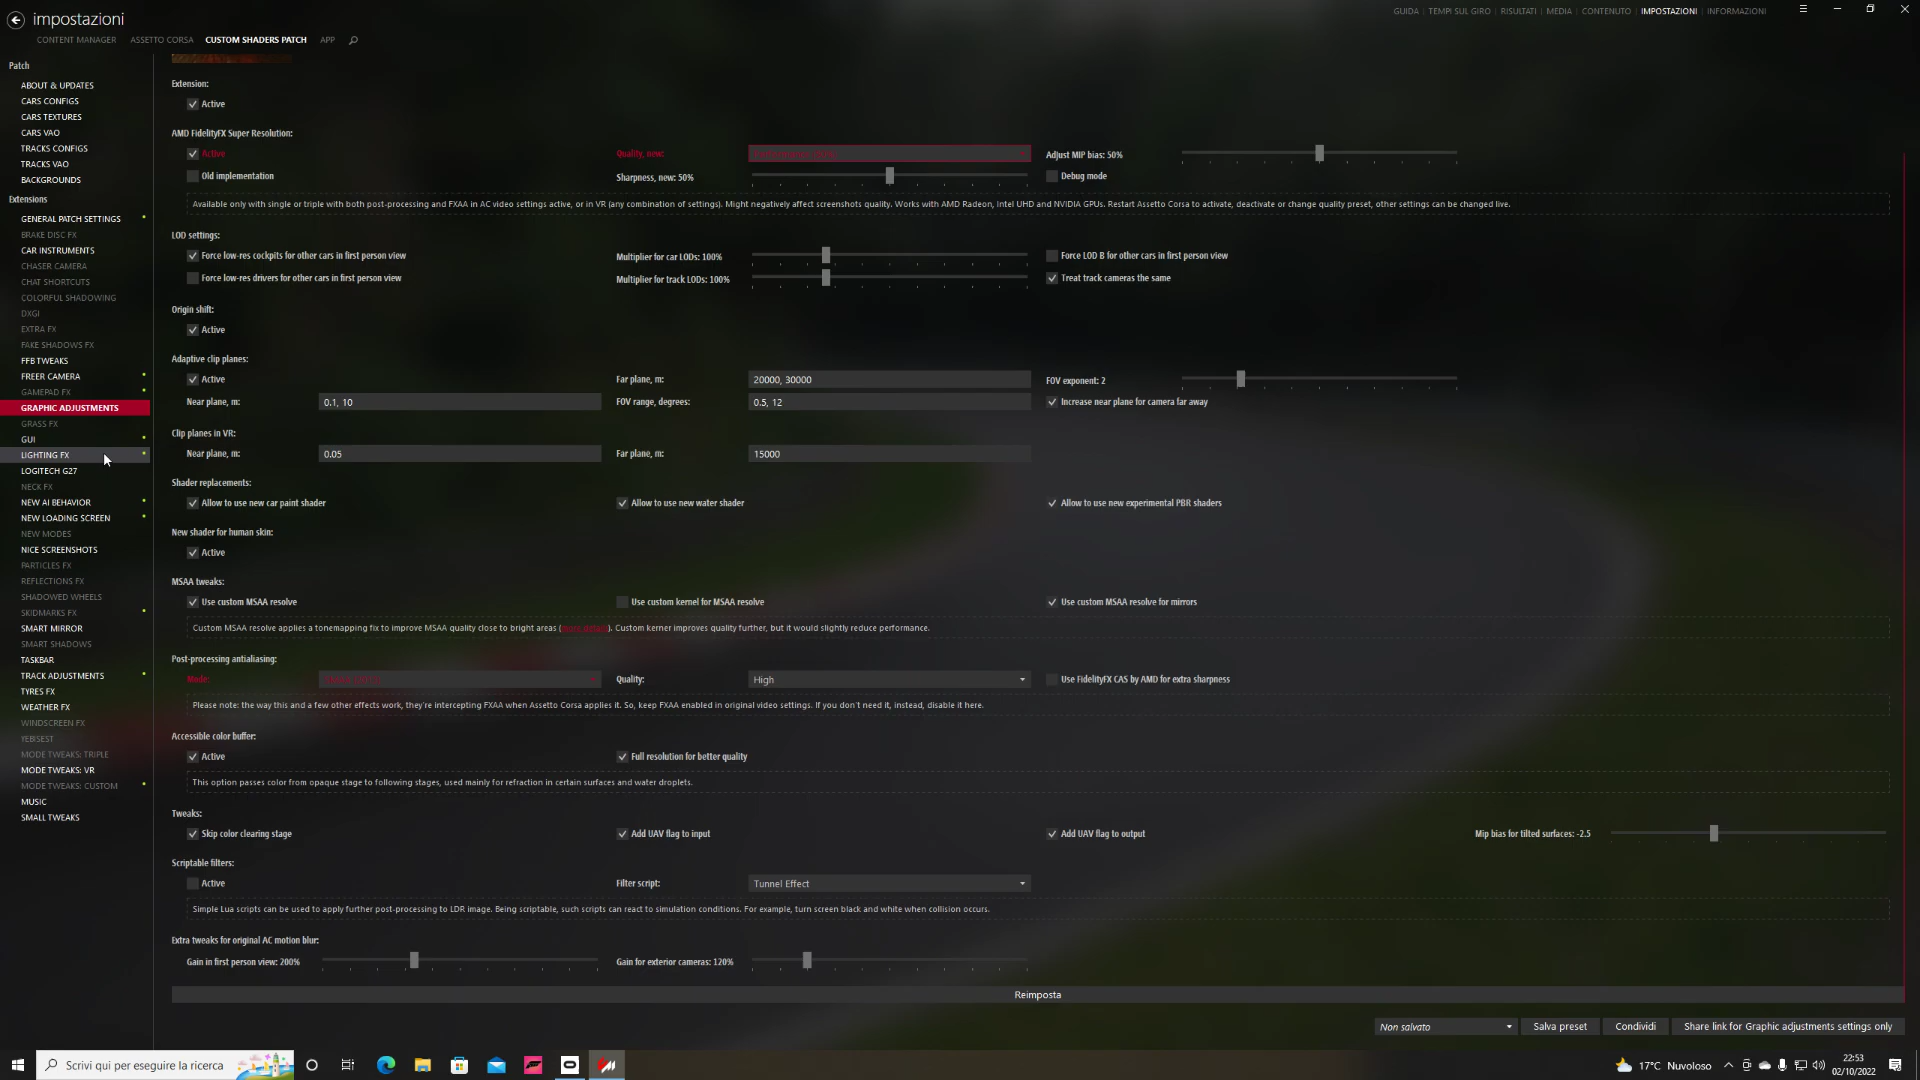 impostazioni
GUIDA | TEMPI SUL GIRO | RISULTATI | MEDIA | CONTENUTO | IMPOSTAZIONI | INFORMAZIONI
CONTENT MANAGER ASSETTO CORSA CUSTOM SHADERS PATCH APP
Patch
ABOUT & UPDATES
CARS CONFIGS
CARS TEXTURES
CARS VAO
TRACKS CONFIGS
TRACKS VAO
BACKGROUNDS
Extensions
GENERAL PATCH SETTINGS
BRAKE DISC FX
CAR INSTRUMENTS
CHASER CAMERA
CHAT SHORTCUTS
COLORFUL SHADOWING
DXGI
EXTRA FX
FAKE SHADOWS FX
FFB TWEAKS
FREER CAMERA
GAMEPAD FX
GRAPHIC ADJUSTMENTS
GRASS FX
GUI
LIGHTING FX
LOGITECH G27
NECK FX
NEW AI BEHAVIOR
NEW LOADING SCREEN
NEW MODES
NICE SCREENSHOTS
PARTICLES FX
REFLECTIONS FX
SHADOWED WHEELS
SKIDMARKS FX
SMART MIRROR
SMART SHADOWS
TASKBAR
TRACK ADJUSTMENTS
TYRES FX
WEATHER FX
WINDSCREEN FX
YEBISEST
MODE TWEAKS: TRIPLE
MODE TWEAKS: VR
MODE TWEAKS: CUSTOM
MUSIC
SMALL TWEAKS
Extension:
Active
AMD FidelityFX Super Resolution:
Active Quality, new: Adjust MIP bias: 50%
Old implementation Sharpness, new: 50% Debug mode
Available only with single or triple with both post-processing and FXAA in AC video settings active, or in VR (any combination of settings). Might negatively affect screenshots quality. Works with AMD Radeon, Intel UHD and NVIDIA GPUs. Restart Assetto Corsa to activate, deactivate or change quality preset, other settings can be changed live.
LOD settings:
Force low-res cockpits for other cars in first person view Multiplier for car LODs: 100% Force LOD B for other cars in first person view
Force low-res drivers for other cars in first person view Multiplier for track LODs: 100% Treat track cameras the same
Origin shift:
Active
Adaptive clip planes:
Active Far plane, m: 20000, 30000 FOV exponent: 2
Near plane, m: 0.1, 10 FOV range, degrees: 0.5, 12 Increase near plane for camera far away
Clip planes in VR:
Near plane, m: 0.05 Far plane, m: 15000
Shader replacements:
Allow to use new car paint shader Allow to use new water shader Allow to use new experimental PBR shaders
New shader for human skin:
Active
MSAA tweaks:
Use custom MSAA resolve Use custom kernel for MSAA resolve Use custom MSAA resolve for mirrors
Custom MSAA resolve applies a tonemapping fix to improve MSAA quality close to bright areas (more details). Custom kerner improves quality further, but it would slightly reduce performance.
Post-processing antialiasing:
Mode: Quality: High Use FidelityFX CAS by AMD for extra sharpness
Please note: the way this and a few other effects work, they're intercepting FXAA when Assetto Corsa applies it. So, keep FXAA enabled in original video settings. If you don't need it, instead, disable it here.
Accessible color buffer:
Active Full resolution for better quality
This option passes color from opaque stage to following stages, used mainly for refraction in certain surfaces and water droplets.
Tweaks:
Skip color clearing stage Add UAV flag to input Add UAV flag to output Mip bias for tilted surfaces: -2.5
Scriptable filters:
Active Filter script: Tunnel Effect
Simple Lua scripts can be used to apply further post-processing to LDR image. Being scriptable, such scripts can react to simulation conditions. For example, turn screen black and white when collision occurs.
Extra tweaks for original AC motion blur:
Gain in first person view: 200% Gain for exterior cameras: 120%
Reimposta
Non salvato Salva preset Condividi Share link for Graphic adjustments settings only
Scrivi qui per eseguire la ricerca
17°C Nuvoloso
22:53
02/10/2022